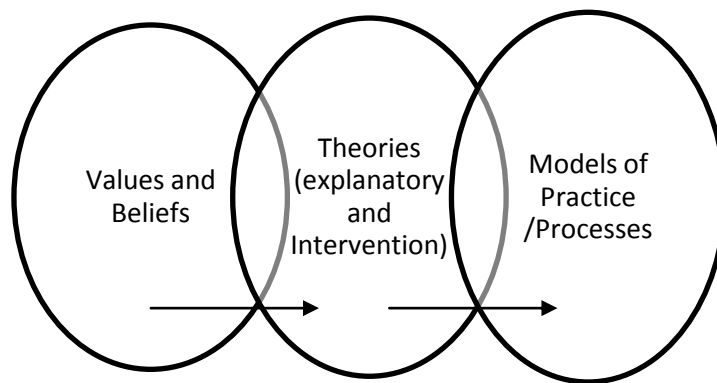 Values and
Beliefs
Theories
(explanatory
and
Intervention)
Models of
Practice
/Processes